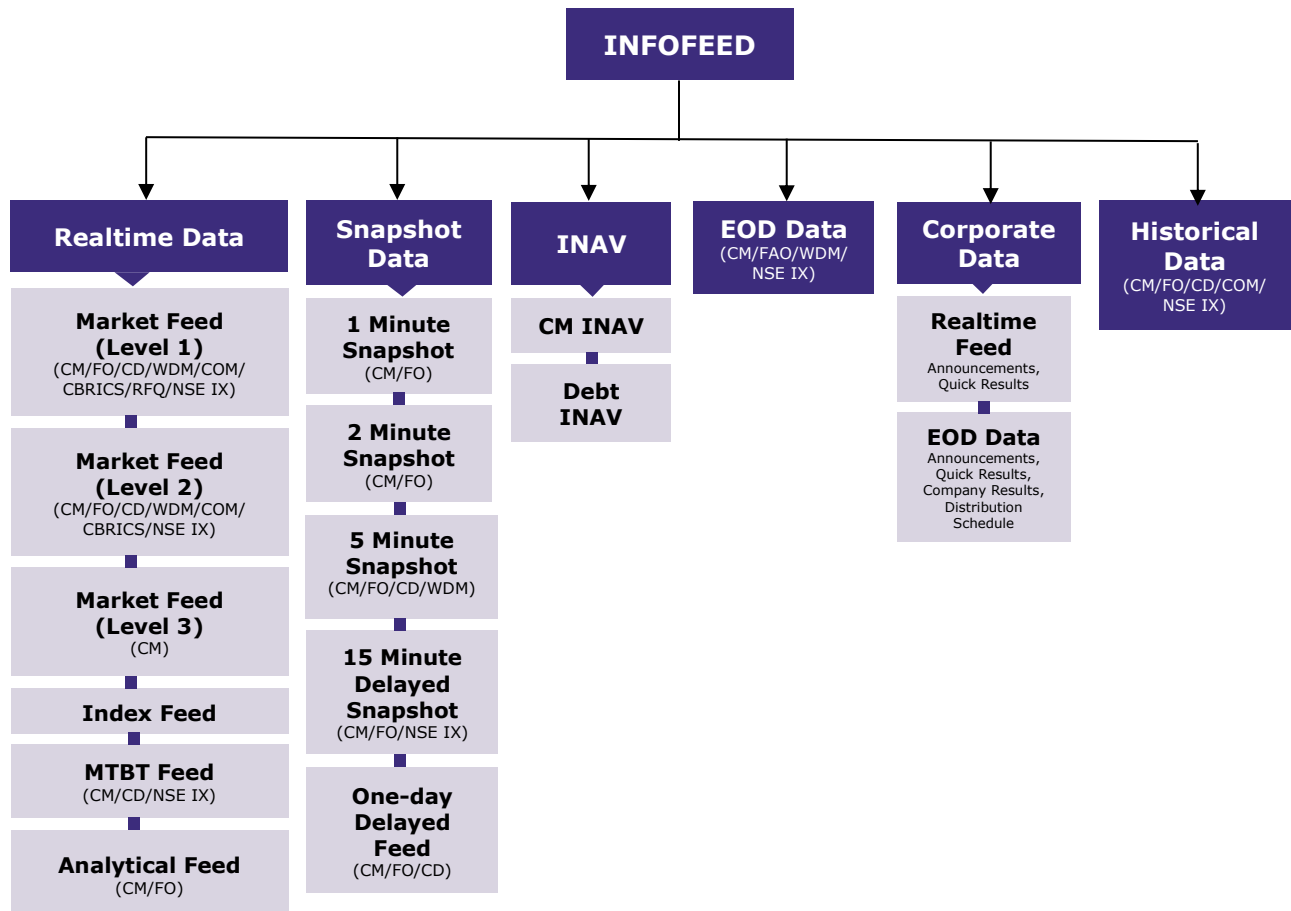 INFOFEED
Realtime Data
Market Feed
(Level 1)
(CM/FO/CD/WDM/COM/
CBRICS/RFQ/NSE IX)
Market Feed
(Level 2)
(CM/FO/CD/WDM/COM/
CBRICS/NSE IX)
Market Feed
(Level 3)
(CM)
Index Feed
MTBT Feed
(CM/CD/NSE IX)
Analytical Feed
(CM/FO)
Snapshot
Data
1 Minute
Snapshot
(CM/FO)
2 Minute
Snapshot
(CM/FO)
5 Minute
Snapshot
(CM/FO/CD/WDM)
15 Minute
Delayed
Snapshot
(CM/FO/NSE IX)
One-day
Delayed
Feed
(CM/FO/CD)
INAV
CM INAV
Debt
INAV
EOD Data
(CM/FAO/WDM/
NSE IX)
Corporate
Data
Realtime
Feed
Announcements,
Quick Results
EOD Data
Announcements,
Quick Results,
Company Results,
Distribution
Schedule
Historical
Data
(CM/FO/CD/COM/
NSE IX)